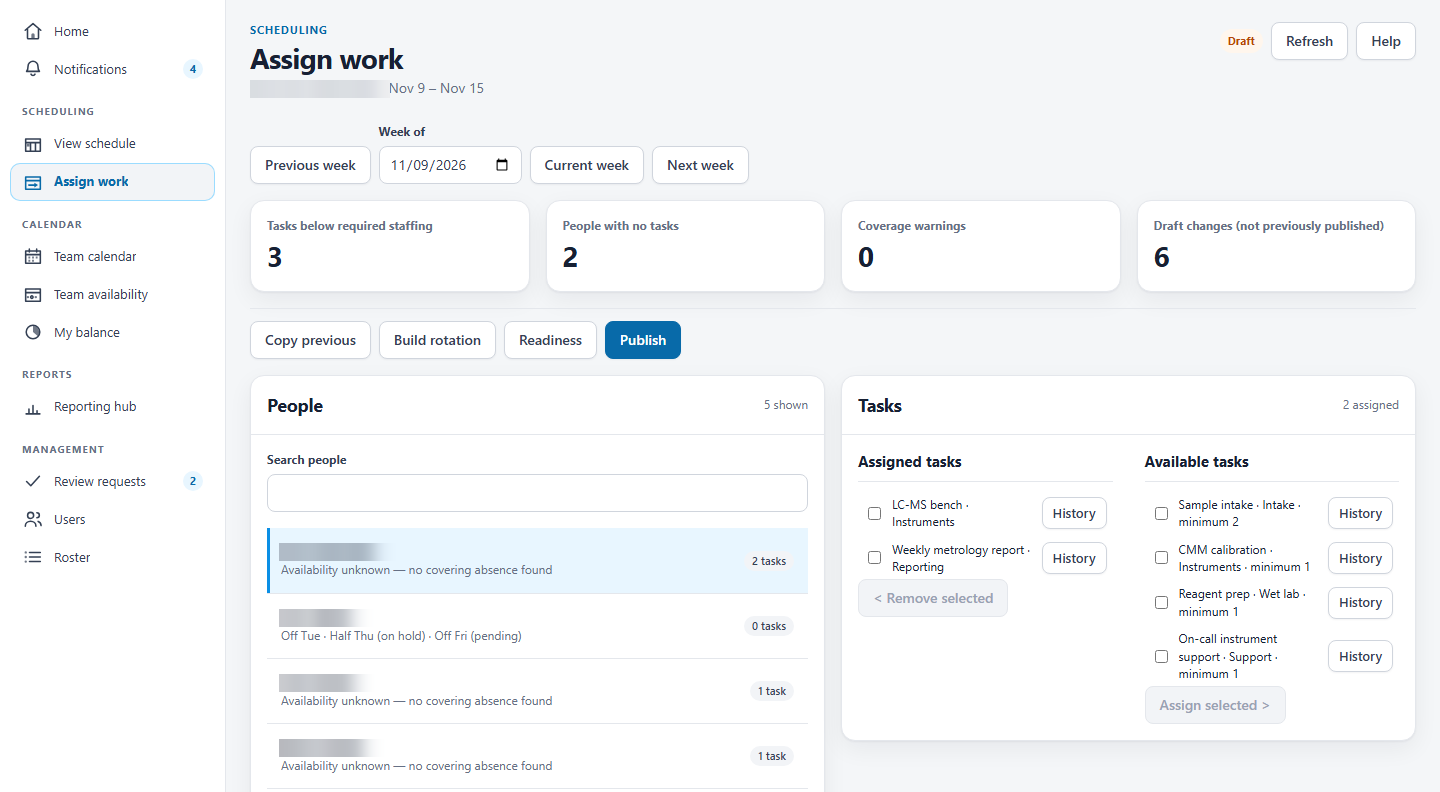 Home
Notifications 4
SCHEDULING
View schedule
Assign work
CALENDAR
Team calendar
Team availability
My balance
REPORTS
Reporting hub
MANAGEMENT
Review requests 2
Users
Roster
SCHEDULING
Assign work
Nov 9 – Nov 15
Draft
Refresh
Help
Week of
Previous week
11/09/2026
Current week
Next week
Tasks below required staffing
3
People with no tasks
2
Coverage warnings
0
Draft changes (not previously published)
6
Copy previous
Build rotation
Readiness
Publish
People
5 shown
Search people
Availability unknown — no covering absence found
2 tasks
Off Tue · Half Thu (on hold) · Off Fri (pending)
0 tasks
Availability unknown — no covering absence found
1 task
Availability unknown — no covering absence found
1 task
Tasks
2 assigned
Assigned tasks
LC-MS bench ·
Instruments
History
Weekly metrology report ·
Reporting
History
< Remove selected
Available tasks
Sample intake · Intake ·
minimum 2
History
CMM calibration ·
Instruments · minimum 1
History
Reagent prep · Wet lab ·
minimum 1
History
On-call instrument
support · Support ·
minimum 1
History
Assign selected >